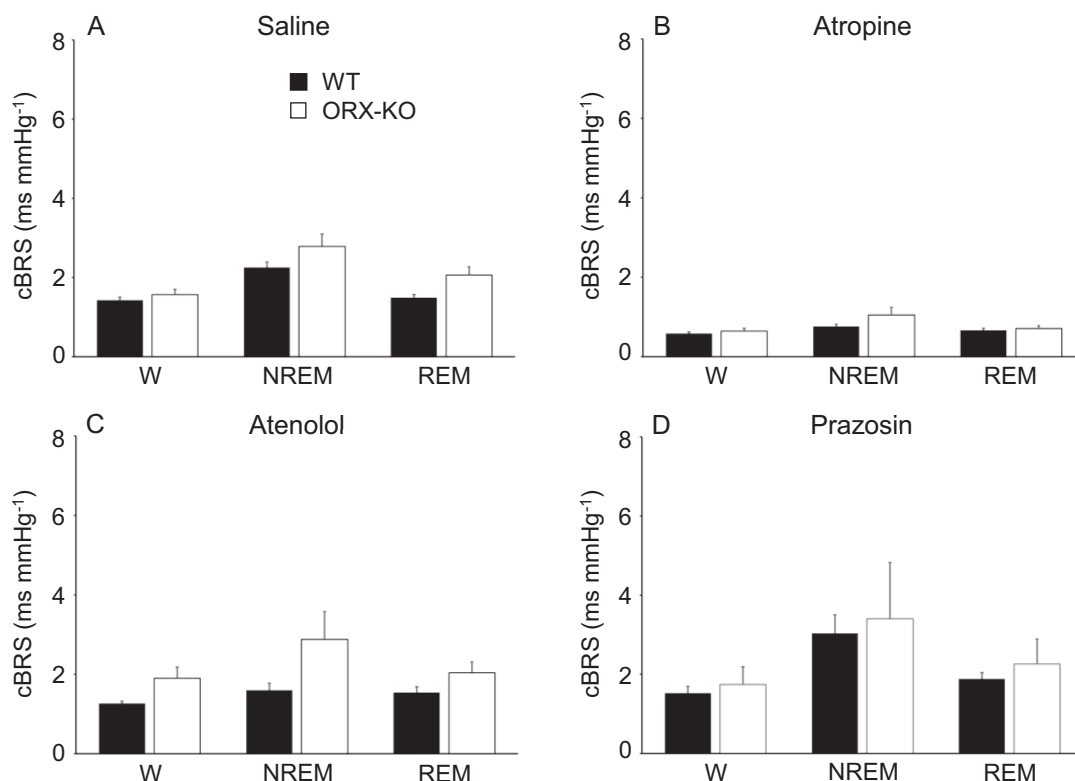 A Saline
8
6
4
2
0
cBRS (ms mmHg⁻¹)
WT
ORX-KO
W NREM REM
B Atropine
8
6
4
2
0
cBRS (ms mmHg⁻¹)
W NREM REM
C Atenolol
8
6
4
2
0
cBRS (ms mmHg⁻¹)
W NREM REM
D Prazosin
8
6
4
2
0
cBRS (ms mmHg⁻¹)
W NREM REM